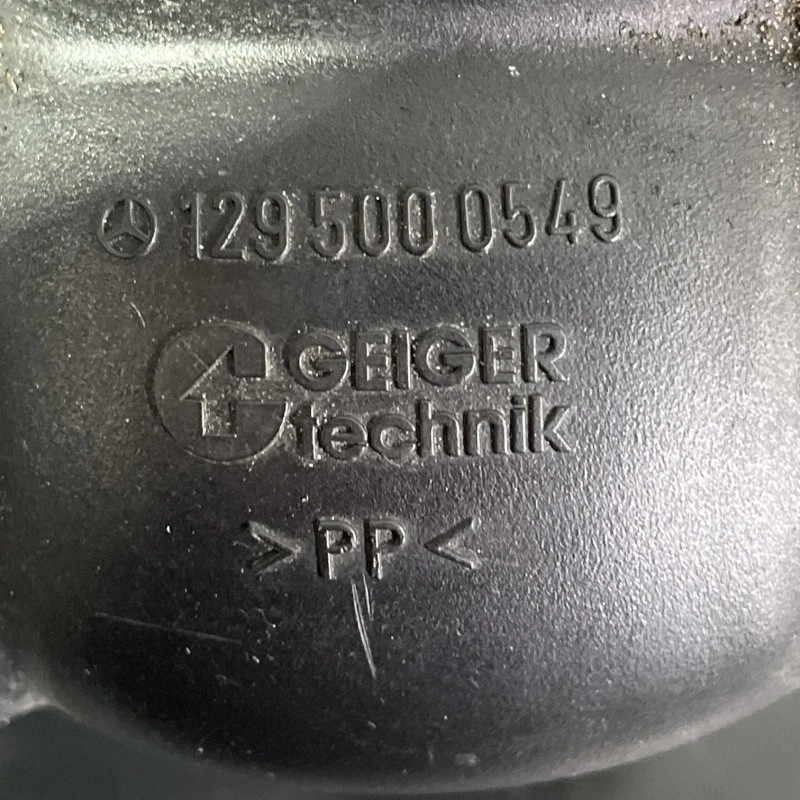 129 500 0549
GEIGER
technik
>PP<